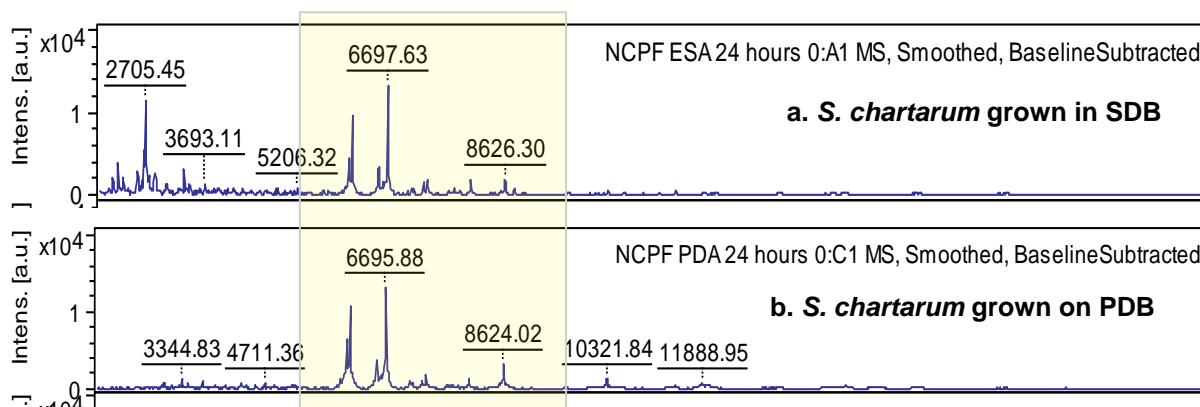 x10⁴
Intens. [a.u.]
1
0
2705.45
3693.11
5206.32
6697.63
8626.30
NCPF ESA 24 hours 0:A1 MS, Smoothed, BaselineSubtracted
a. S. chartarum grown in SDB
]
x10⁴
Intens. [a.u.]
1
0
3344.83
4711.36
6695.88
8624.02
10321.84
11888.95
NCPF PDA 24 hours 0:C1 MS, Smoothed, BaselineSubtracted
b. S. chartarum grown on PDB